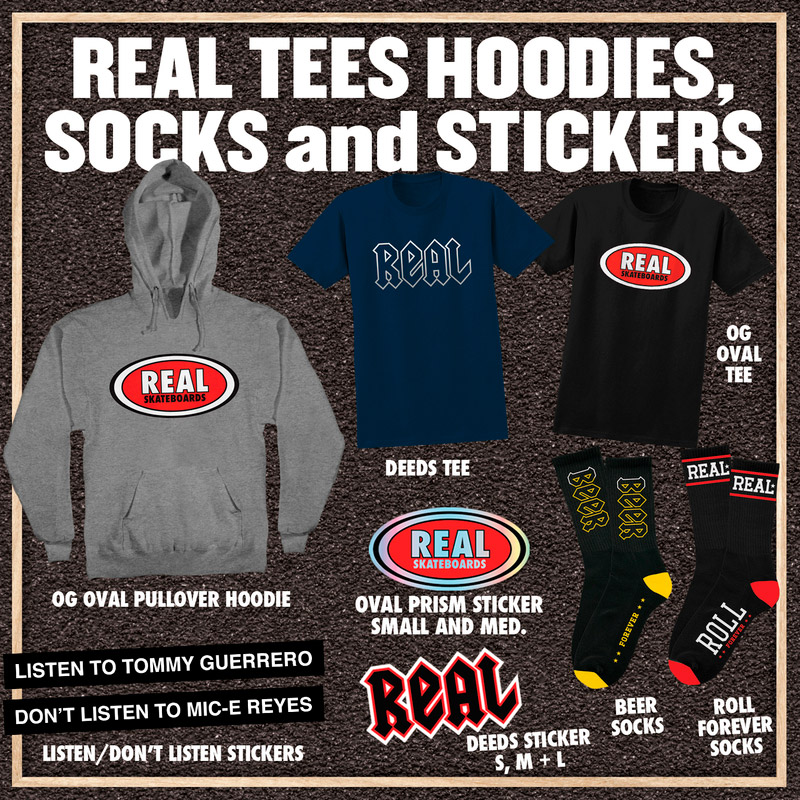 REAL TEES HOODIES,
SOCKS and STICKERS
REAL
SKATEBOARDS
OG OVAL PULLOVER HOODIE
REAL
DEEDS TEE
REAL
SKATEBOARDS
OG
OVAL
TEE
REAL
SKATEBOARDS
OVAL PRISM STICKER
SMALL AND MED.
BEER
BEER
FOREVER
BEER
SOCKS
REAL
REAL
ROLL
FOREVER
ROLL
FOREVER
SOCKS
LISTEN TO TOMMY GUERRERO
DON'T LISTEN TO MIC-E REYES
LISTEN/DON'T LISTEN STICKERS
REAL
DEEDS STICKER
S, M + L